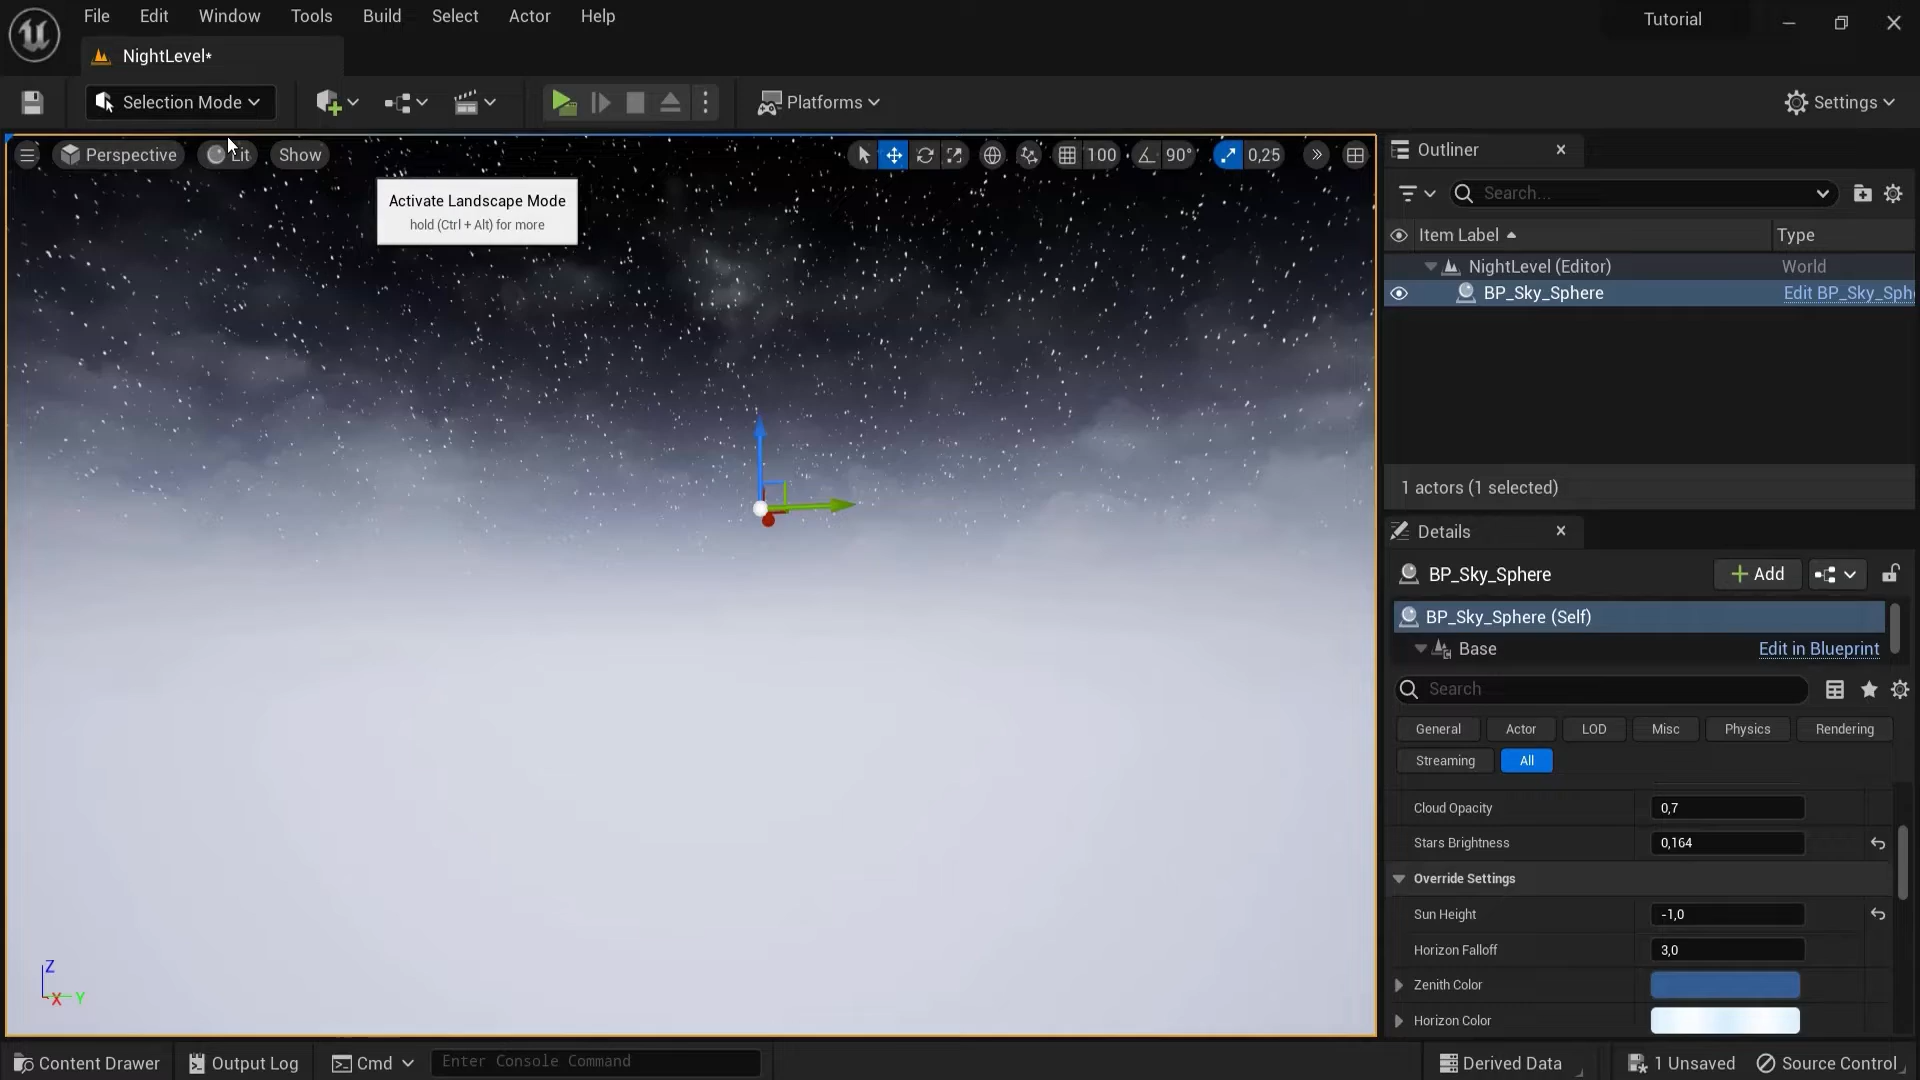 File Edit Window Tools Build Select Actor Help
Tutorial
NightLevel*
Selection Mode
Platforms
Settings
Perspective
Lit
Show
100
90°
0,25
Activate Landscape Mode
hold (Ctrl + Alt) for more
Z
X
Y
Outliner
Search...
Item Label
Type
NightLevel (Editor)
World
BP_Sky_Sphere
Edit BP_Sky_Sph
1 actors (1 selected)
Details
BP_Sky_Sphere
Add
BP_Sky_Sphere (Self)
Base
Edit in Blueprint
Search
General
Actor
LOD
Misc
Physics
Rendering
Streaming
All
Cloud Opacity
0,7
Stars Brightness
0,164
Override Settings
Sun Height
-1,0
Horizon Falloff
3,0
Zenith Color
Horizon Color
Content Drawer
Output Log
Cmd
Enter Console Command
Derived Data
1 Unsaved
Source Control